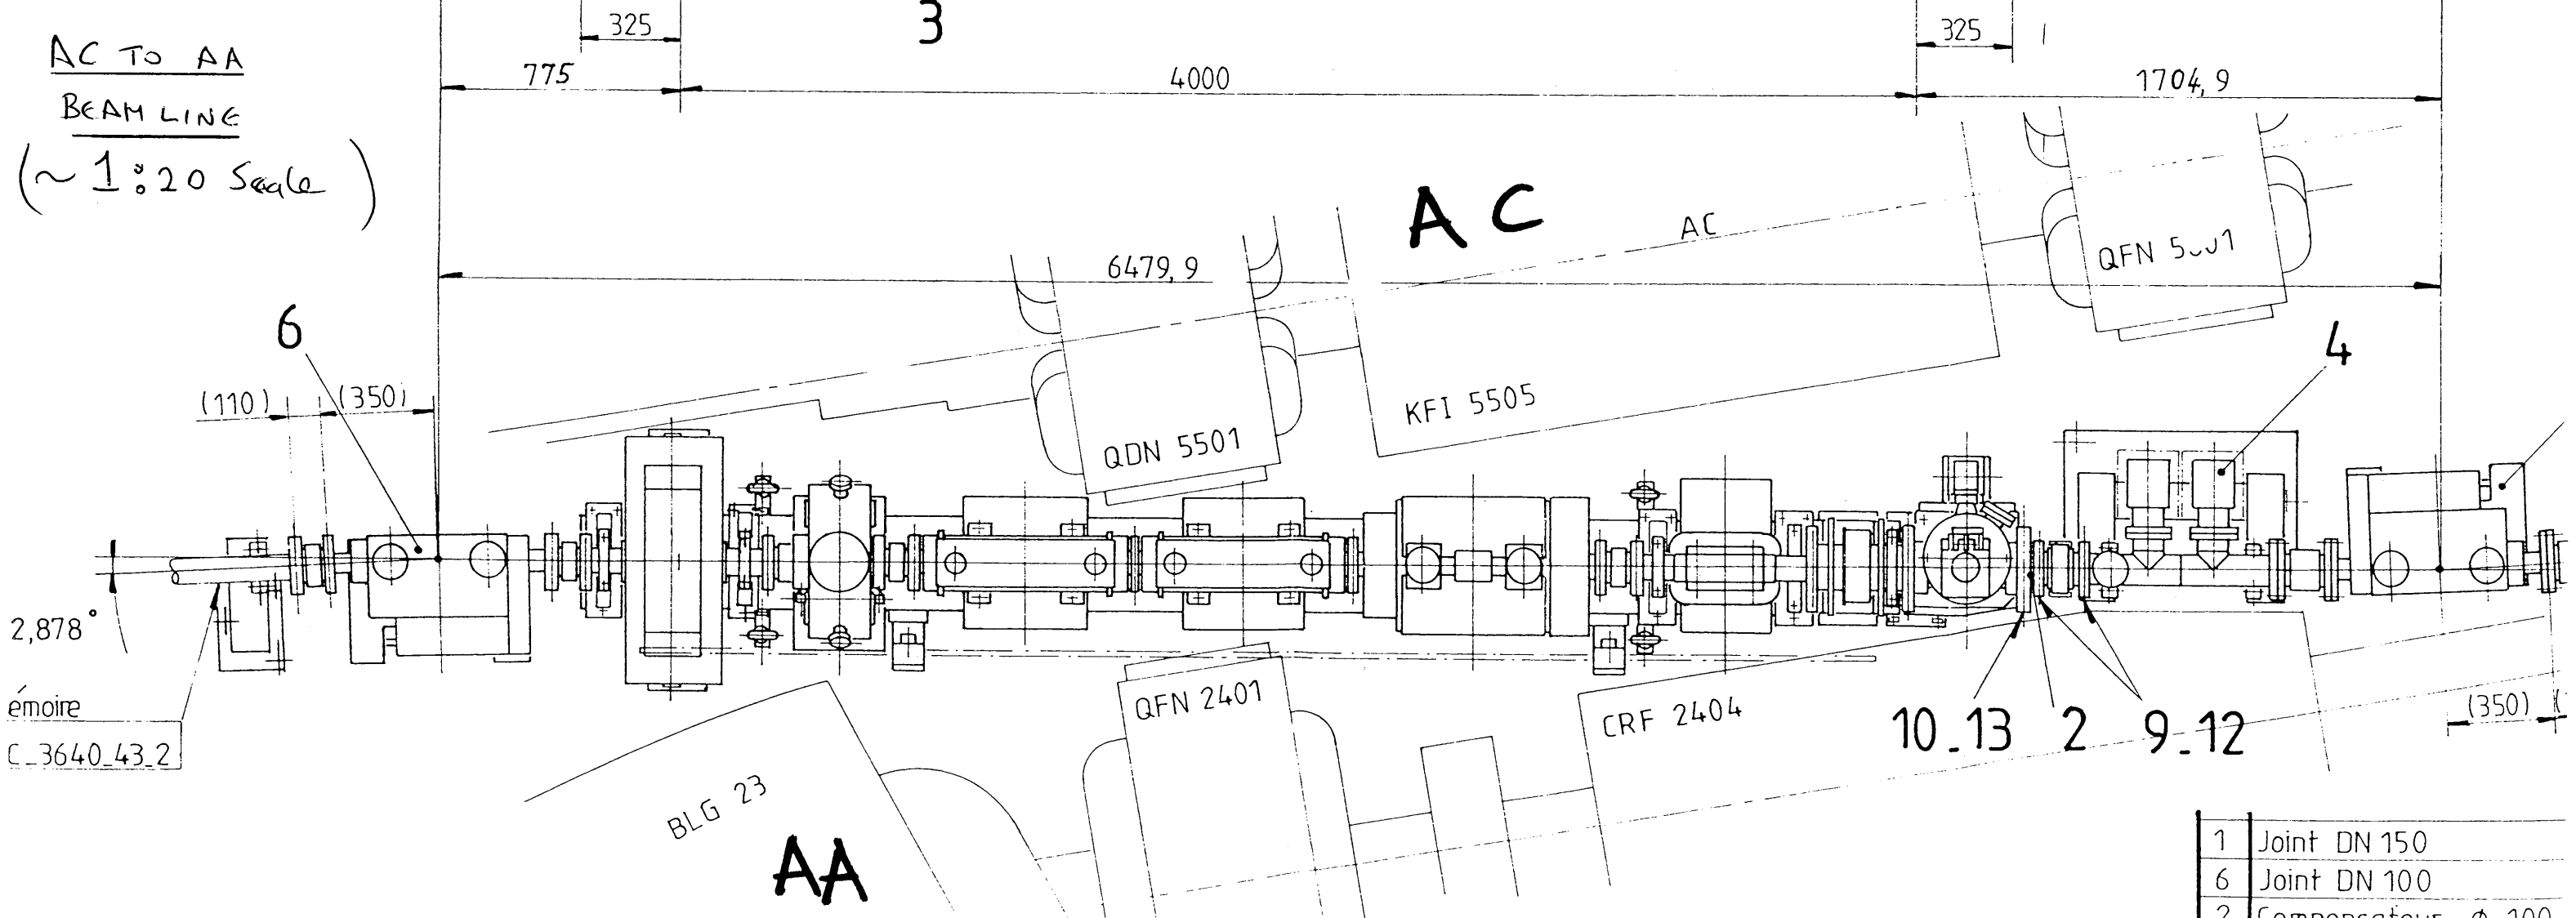 AC TO AA
BEAM LINE
(~ 1:20 Scale)
325
3
325
775
4000
1704,9
AC
AC
6479,9
QFN
6
4
(110)
(350)
KFI 5505
QDN 5501
2,878°
émoire
C_3640_43_2
QFN 2401
CRF 2404
10_13
2
9_12
(350)
BLG 23
AA
1 Joint DN 150
6 Joint DN 100